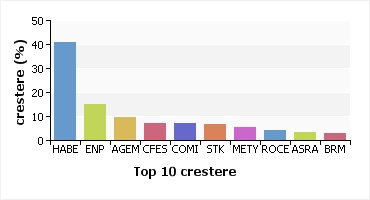 crestere (%)
50
40
30
20
10
0
HABE ENP AGEM CFES COMI STK METY ROCE ASRA BRM
Top 10 crestere